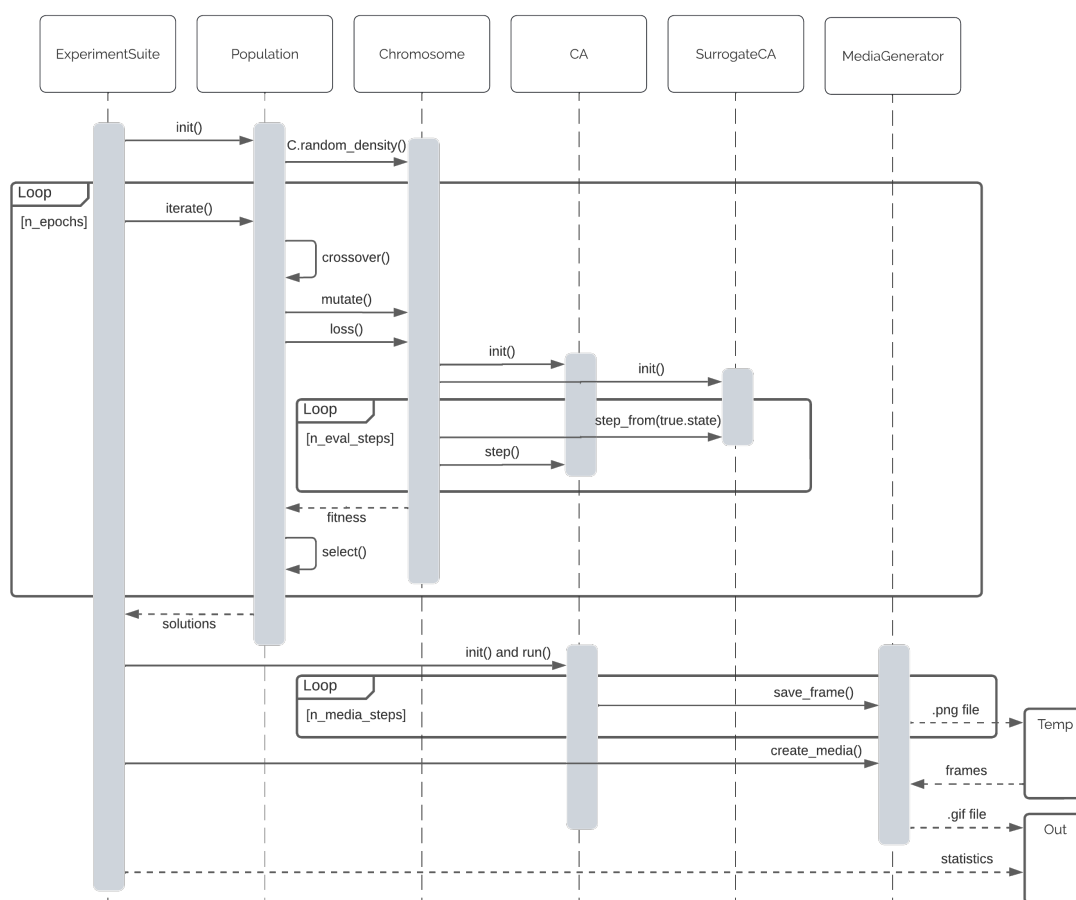 ExperimentSuite
Population
Chromosome
CA
SurrogateCA
MediaGenerator
init()
C.random_density()
Loop
[n_epochs]
iterate()
crossover()
mutate()
loss()
init()
init()
Loop
[n_eval_steps]
step_from(true.state)
step()
fitness
select()
solutions
init() and run()
Loop
[n_media_steps]
save_frame()
.png file
Temp
create_media()
frames
.gif file
Out
statistics